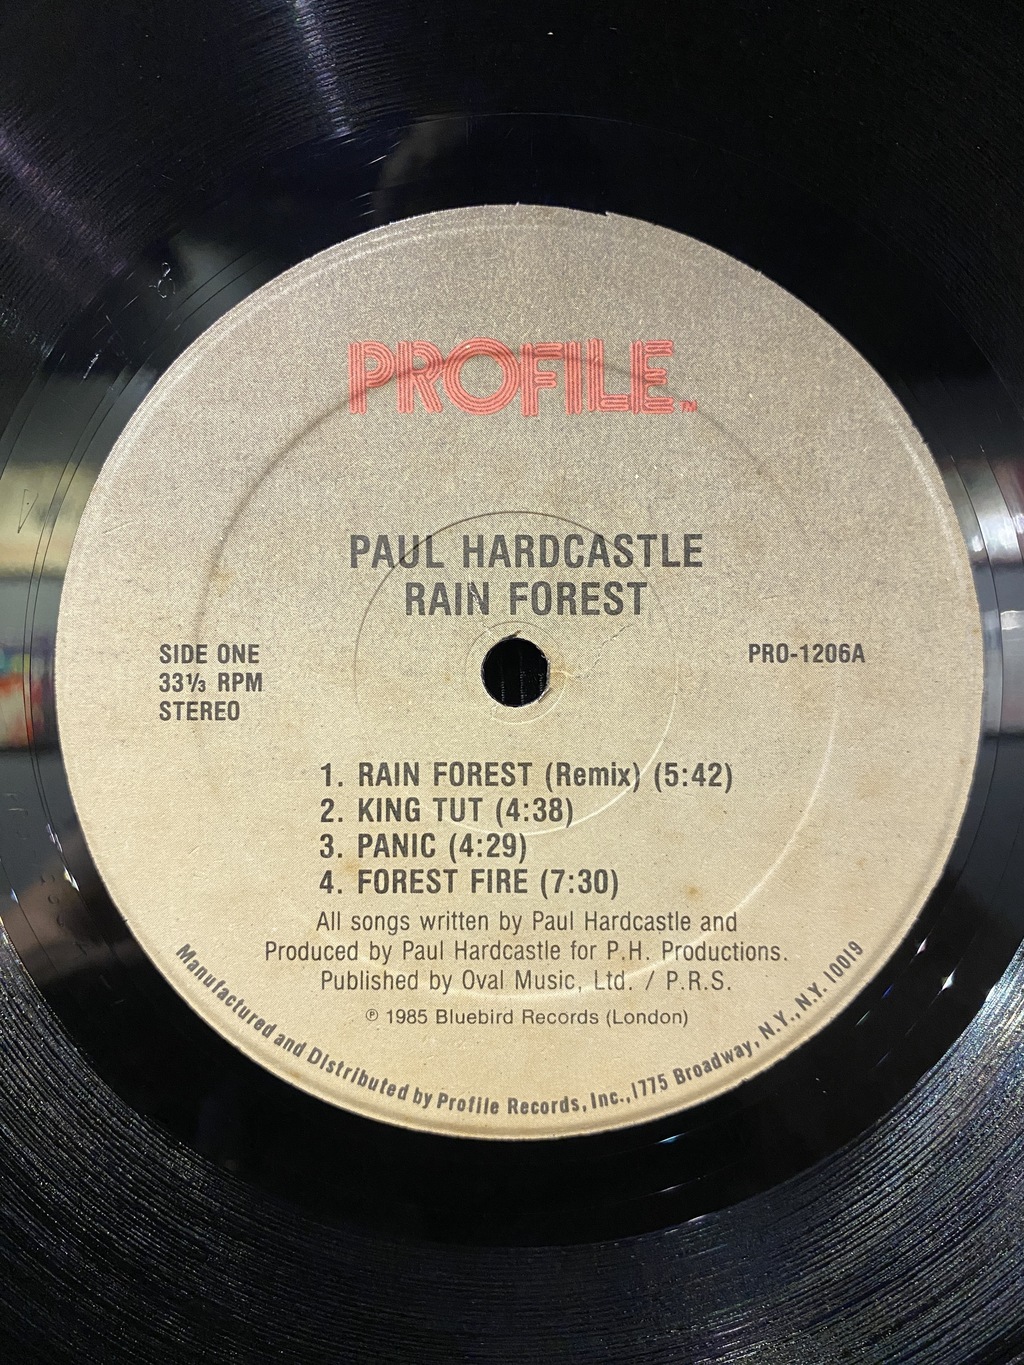 PROFILE™
PAUL HARDCASTLE
RAIN FOREST
SIDE ONE
33⅓ RPM
STEREO
PRO-1206A
1. RAIN FOREST (Remix) (5:42)
2. KING TUT (4:38)
3. PANIC (4:29)
4. FOREST FIRE (7:30)
All songs written by Paul Hardcastle and
Produced by Paul Hardcastle for P.H. Productions.
Published by Oval Music, Ltd. / P.R.S.
℗ 1985 Bluebird Records (London)
Manufactured and Distributed by Profile Records, Inc., 1775 Broadway, N.Y., N.Y. 10019